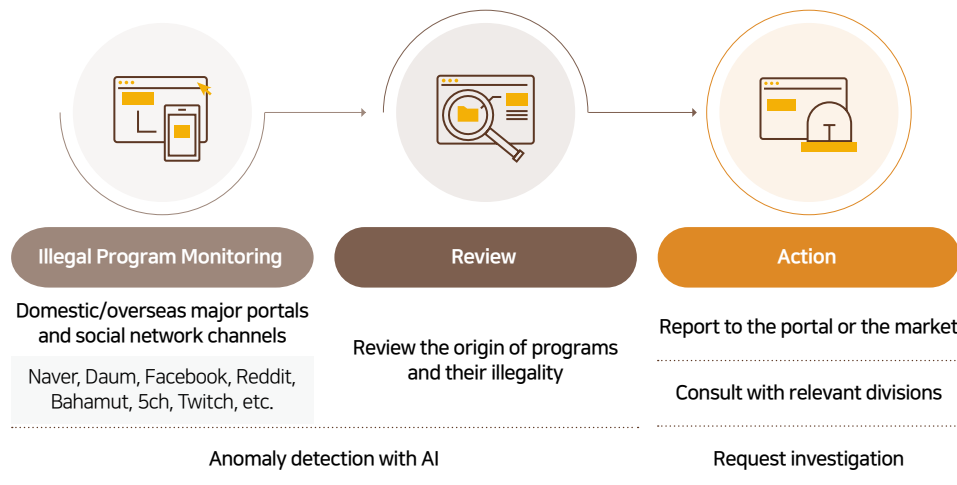 Illegal Program Monitoring
Review
Action
Domestic/overseas major portals
and social network channels
Naver, Daum, Facebook, Reddit,
Bahamut, 5ch, Twitch, etc.
Review the origin of programs
and their illegality
Anomaly detection with AI
Report to the portal or the market
Consult with relevant divisions
Request investigation